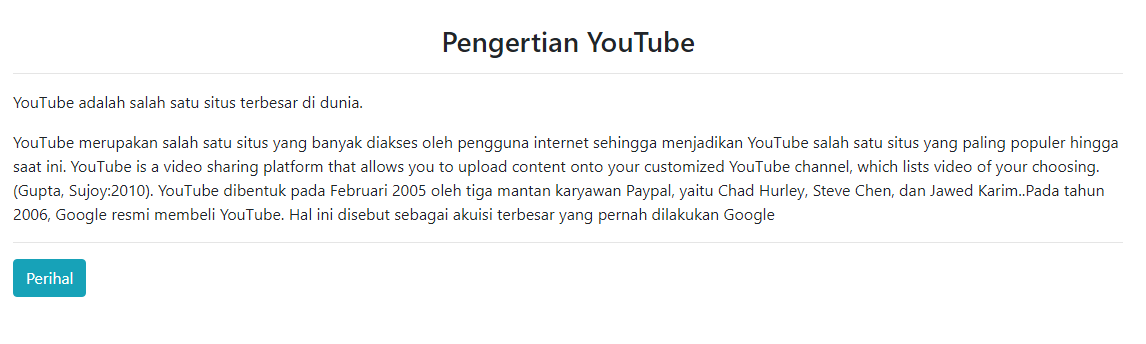 Pengertian YouTube
YouTube adalah salah satu situs terbesar di dunia.
YouTube merupakan salah satu situs yang banyak diakses oleh pengguna internet sehingga menjadikan YouTube salah satu situs yang paling populer hingga
saat ini. YouTube is a video sharing platform that allows you to upload content onto your customized YouTube channel, which lists video of your choosing.
(Gupta, Sujoy:2010). YouTube dibentuk pada Februari 2005 oleh tiga mantan karyawan Paypal, yaitu Chad Hurley, Steve Chen, dan Jawed Karim..Pada tahun
2006, Google resmi membeli YouTube. Hal ini disebut sebagai akuisi terbesar yang pernah dilakukan Google
Perihal